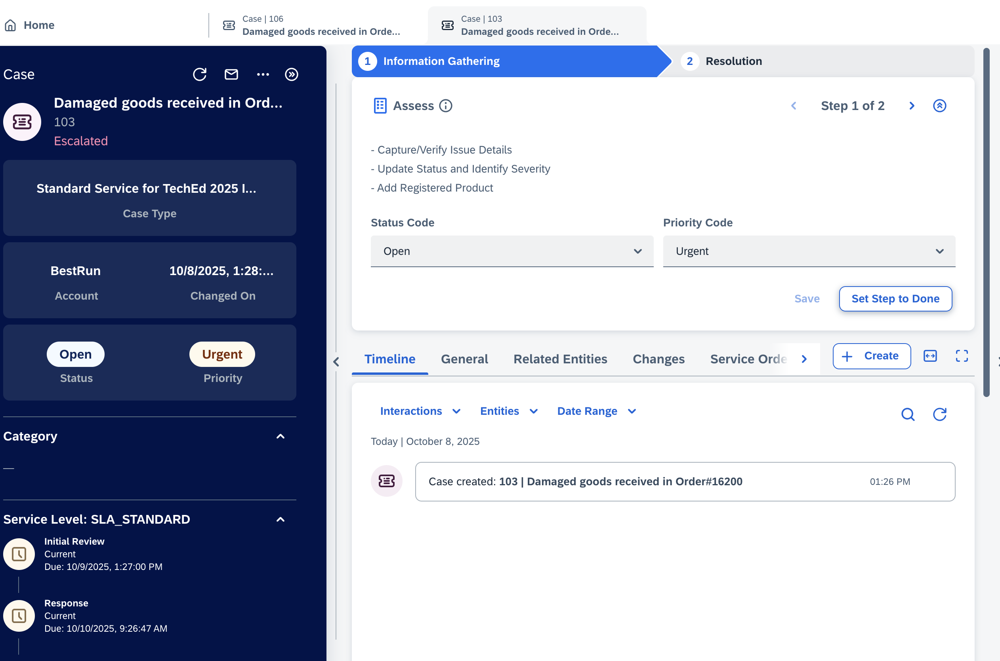 Home
Case | 106
Damaged goods received in Orde...
Case | 103
Damaged goods received in Orde...
Case
Damaged goods received in Ord...
103
Escalated
Standard Service for TechEd 2025 I...
Case Type
BestRun
Account
10/8/2025, 1:28:...
Changed On
Open
Status
Urgent
Priority
Category
—
Service Level: SLA_STANDARD
Initial Review
Current
Due: 10/9/2025, 1:27:00 PM
Response
Current
Due: 10/10/2025, 9:26:47 AM
1 Information Gathering
2 Resolution
Assess
Step 1 of 2
- Capture/Verify Issue Details
- Update Status and Identify Severity
- Add Registered Product
Status Code
Open
Priority Code
Urgent
Save
Set Step to Done
Timeline
General
Related Entities
Changes
Service Orde
Create
Interactions
Entities
Date Range
Today | October 8, 2025
Case created: 103 | Damaged goods received in Order#16200
01:26 PM